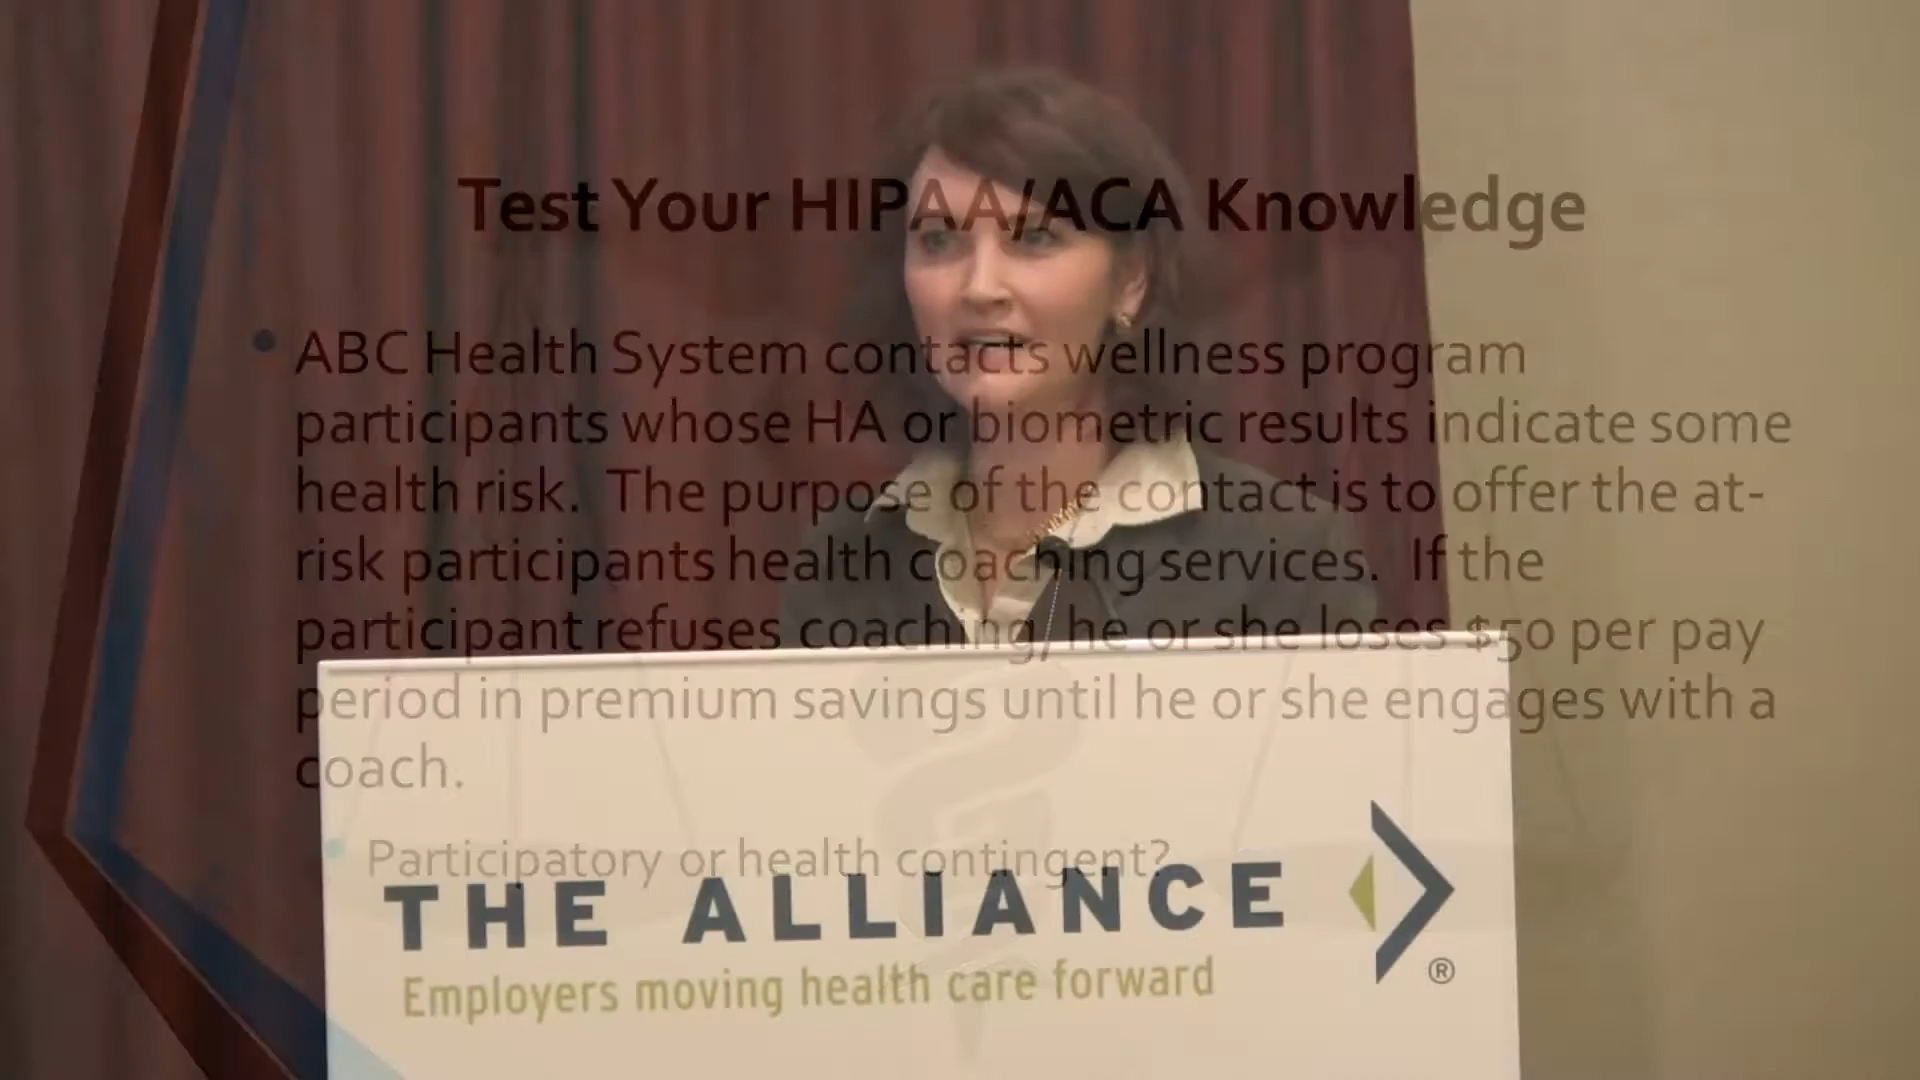 Test Your HIPAA/ACA Knowledge
• ABC Health System contacts wellness program
participants whose HA or biometric results indicate some
health risk.  The purpose of the contact is to offer the at-
risk participants health coaching services.  If the
participant refuses coaching, he or she loses $50 per pay
period in premium savings until he or she engages with a
coach.
• Participatory or health contingent?
THE ALLIANCE
®
Employers moving health care forward